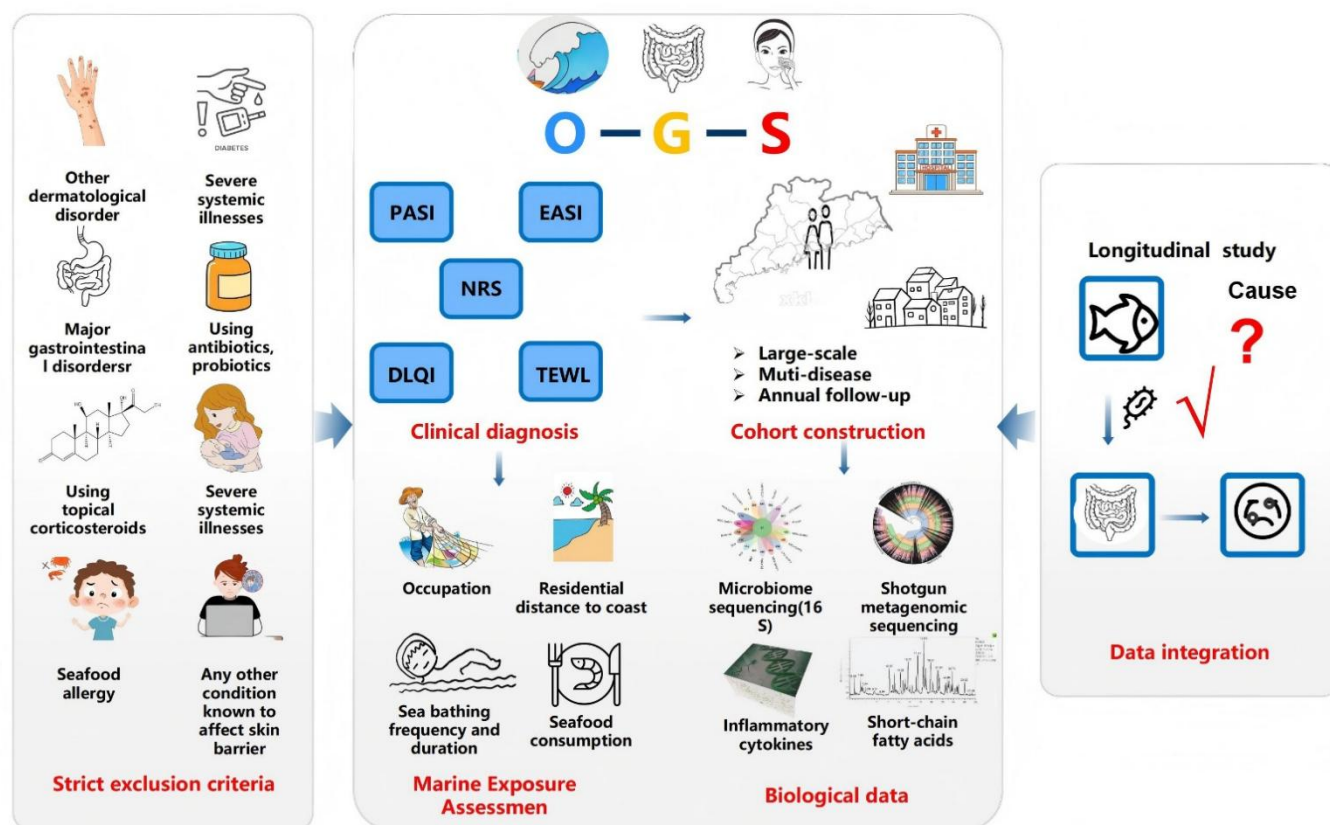 DIABETES
Other
dermatological
disorder
Severe
systemic
illnesses
Major
gastrointestina
l disordersr
Using
antibiotics,
probiotics
Using
topical
corticosteroids
Severe
systemic
illnesses
Seafood
allergy
Any other
condition
known to
affect skin
barrier
Strict exclusion criteria
O — G — S
PASI
EASI
NRS
DLQI
TEWL
Clinical diagnosis
HOSPITAL
➢ Large-scale
➢ Muti-disease
➢ Annual follow-up
Cohort construction
Occupation
Residential
distance to coast
Sea bathing
frequency and
duration
Seafood
consumption
Marine Exposure
Assessmen
Microbiome
sequencing(16
S)
Shotgun
metagenomic
sequencing
Inflammatory
cytokines
Short-chain
fatty acids
Biological data
Longitudinal study
Cause
?
√
Data integration